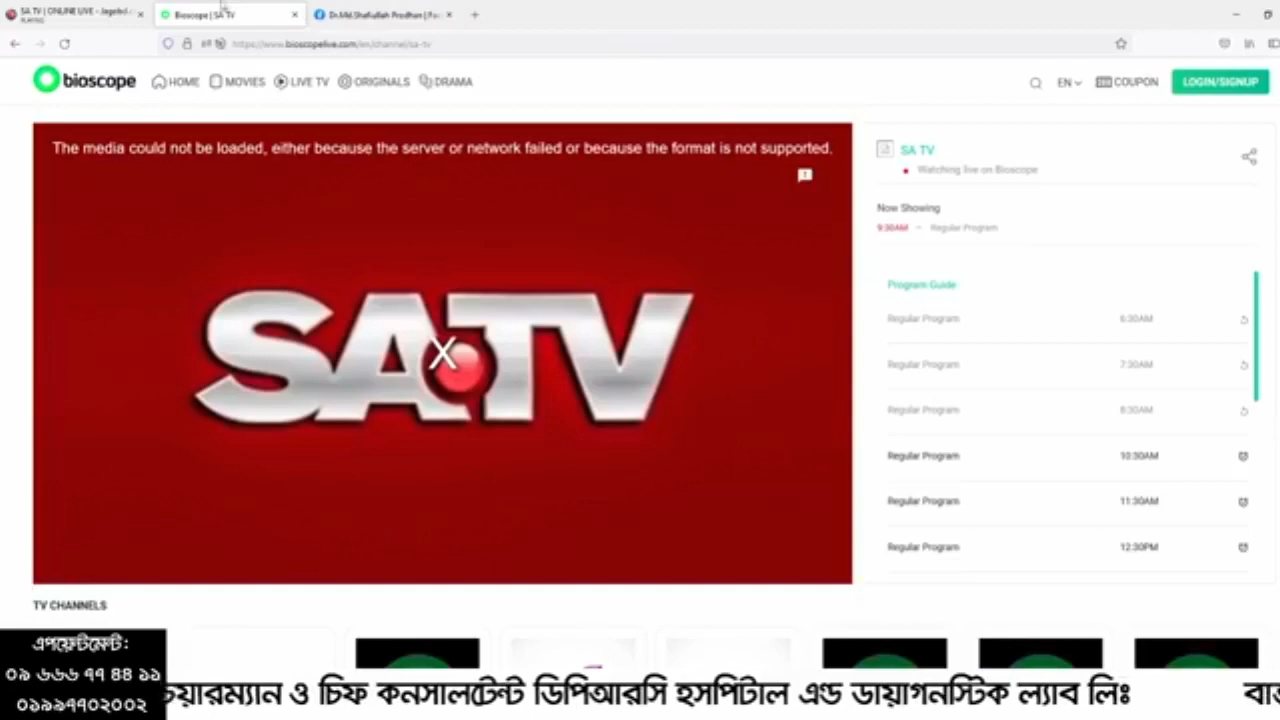 SA TV | ONLINE LIVE - Jagobd.
PLAYING
Bioscope | SA TV
Dr.Md.Shafiullah Prodhan | Fa
https://www.bioscopelive.com/en/channel/sa-tv
bioscope
HOME
MOVIES
LIVE TV
ORIGINALS
DRAMA
EN
COUPON
LOGIN/SIGNUP
The media could not be loaded, either because the server or network failed or because the format is not supported.
SATV
X
SA TV
Watching live on Bioscope
Now Showing
9:30AM - Regular Program
Program Guide
Regular Program 6:30AM
Regular Program 7:30AM
Regular Program 8:30AM
Regular Program 10:30AM
Regular Program 11:30AM
Regular Program 12:30PM
TV CHANNELS
এপয়েন্টমেন্ট:
০৯ ৬৬৬ ৭৭ ৪৪ ১১
০১৯৯৭৭০২০০২
চেয়ারম্যান ও চিফ কনসালটেন্ট ডিপিআরসি হসপিটাল এণ্ড ডায়াগনস্টিক ল্যাব লিঃ